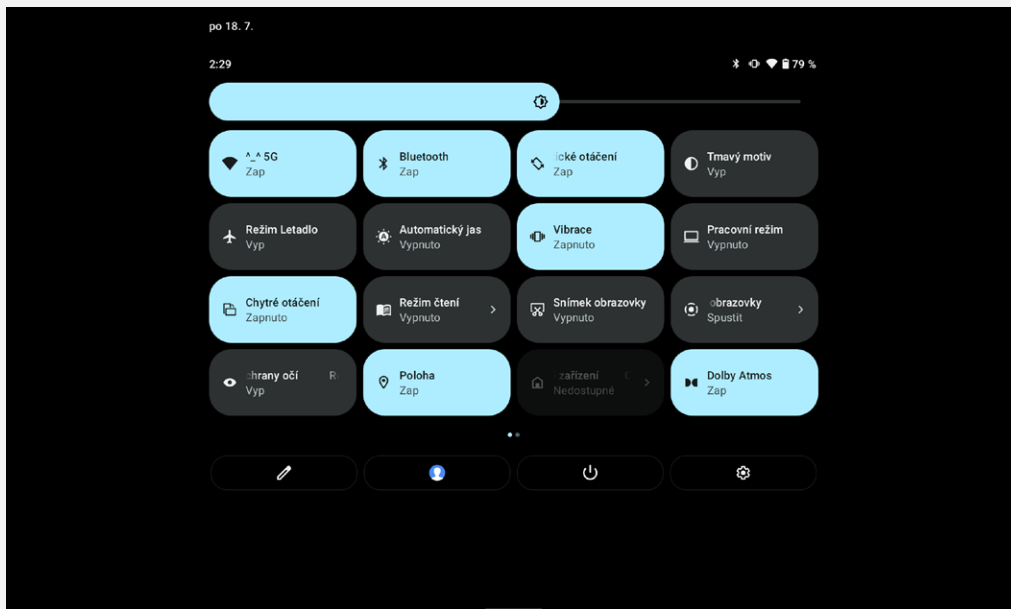 po 18. 7.
2:29
79 %
^_^ 5G
Zap
Bluetooth
Zap
ické otáčení
Zap
Tmavý motiv
Vyp
Režim Letadlo
Vyp
Automatický jas
Vypnuto
Vibrace
Zapnuto
Pracovní režim
Vypnuto
Chytré otáčení
Zapnuto
Režim čtení
Vypnuto
Snímek obrazovky
Vypnuto
obrazovky
Spustit
chrany očí R
Vyp
Poloha
Zap
zařízení
Nedostupné
Dolby Atmos
Zap